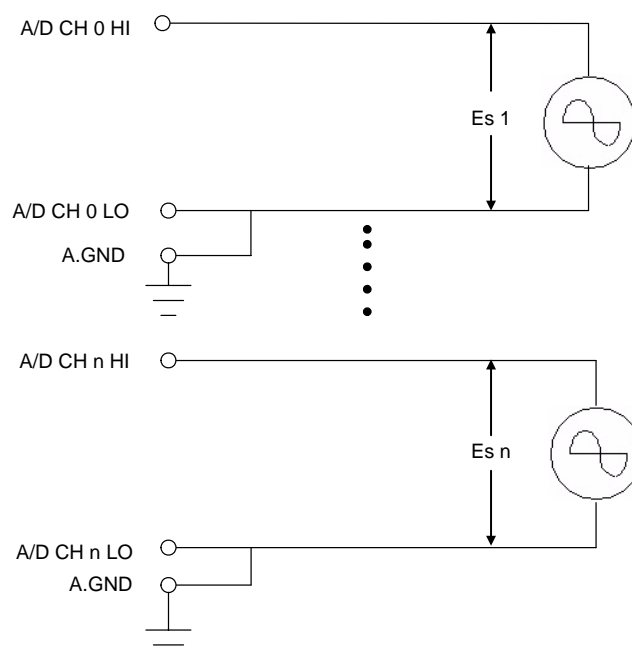 A/D CH 0 HI
Es 1
A/D CH 0 LO
A.GND
A/D CH n HI
Es n
A/D CH n LO
A.GND